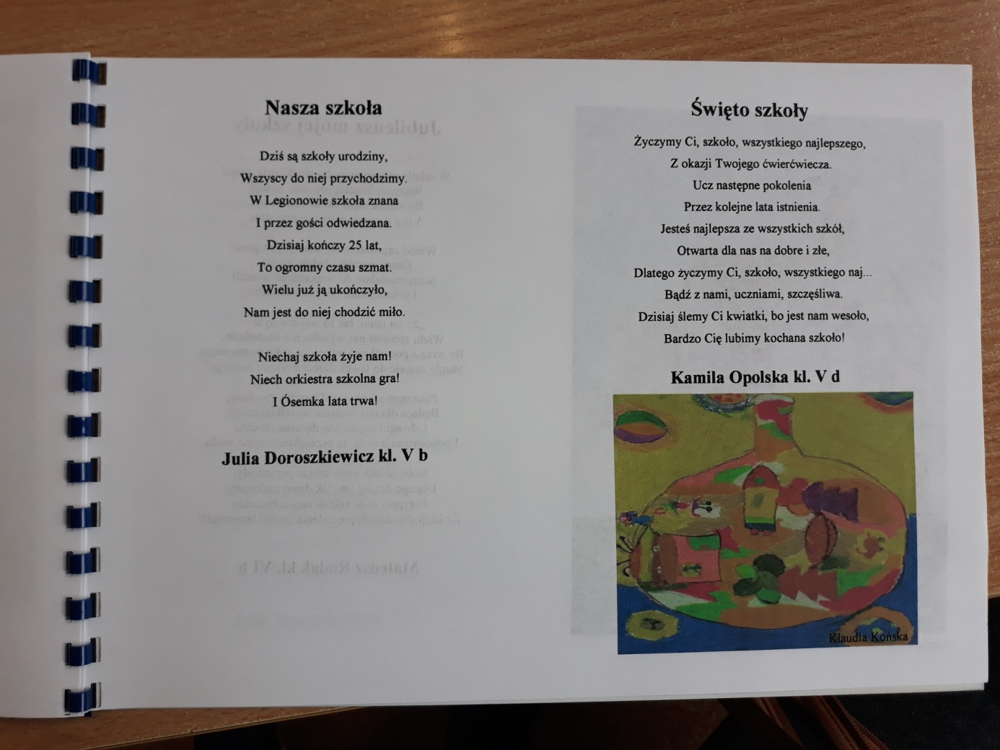 Nasza szkoła
Dziś są szkoły urodziny,
Wszyscy do niej przychodzimy.
W Legionowie szkoła znana
I przez gości odwiedzana.
Dzisiaj kończy 25 lat,
To ogromny czasu szmat.
Wielu już ją ukończyło,
Nam jest do niej chodzić miło.
Niechaj szkoła żyje nam!
Niech orkiestra szkolna gra!
I Ósemka lata trwa!
Julia Doroszkiewicz kl. V b
Święto szkoły
Życzymy Ci, szkoło, wszystkiego najlepszego,
Z okazji Twojego ćwierćwiecza.
Ucz następne pokolenia
Przez kolejne lata istnienia.
Jesteś najlepsza ze wszystkich szkół,
Otwarta dla nas na dobre i złe,
Dlatego życzymy Ci, szkoło, wszystkiego naj...
Bądź z nami, uczniami, szczęśliwa.
Dzisiaj ślemy Ci kwiatki, bo jest nam wesoło,
Bardzo Cię lubimy kochana szkoło!
Kamila Opolska kl. V d
Klaudia Końska